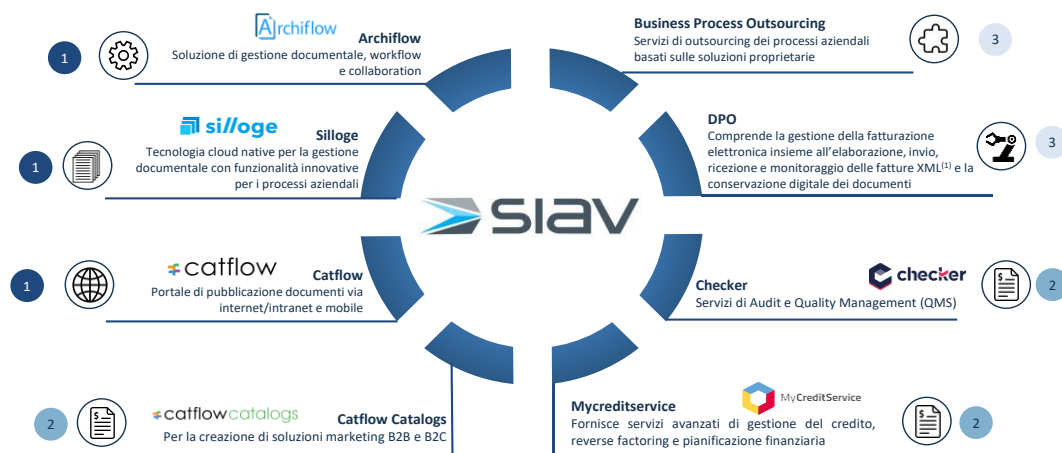 Archiflow
Archiflow
Soluzione di gestione documentale, workflow
e collaboration
1
silloge
Silloge
Tecnologia cloud native per la gestione
documentale con funzionalità innovative
per i processi aziendali
1
catflow
Catflow
Portale di pubblicazione documenti via
internet/intranet e mobile
1
catflowcatalogs
Catflow Catalogs
Per la creazione di soluzioni marketing B2B e B2C
2
SIAV
Business Process Outsourcing
Servizi di outsourcing dei processi aziendali
basati sulle soluzioni proprietarie
3
DPO
Comprende la gestione della fatturazione
elettronica insieme all'elaborazione, invio,
ricezione e monitoraggio delle fatture XML(1) e la
conservazione digitale dei documenti
3
checker
Checker
Servizi di Audit e Quality Management (QMS)
2
MyCreditService
Mycreditservice
Fornisce servizi avanzati di gestione del credito,
reverse factoring e pianificazione finanziaria
2